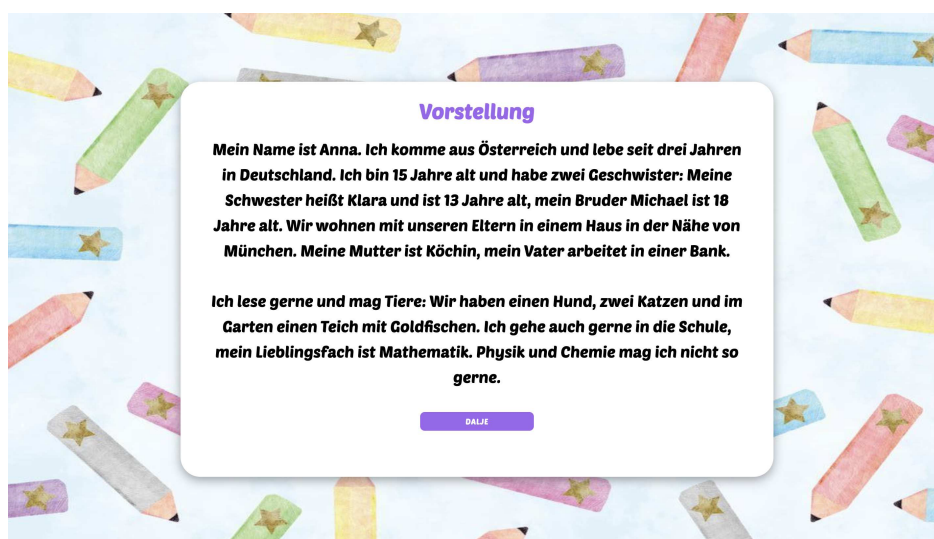 Vorstellung
Mein Name ist Anna. Ich komme aus Österreich und lebe seit drei Jahren
in Deutschland. Ich bin 15 Jahre alt und habe zwei Geschwister: Meine
Schwester heißt Klara und ist 13 Jahre alt, mein Bruder Michael ist 18
Jahre alt. Wir wohnen mit unseren Eltern in einem Haus in der Nähe von
München. Meine Mutter ist Köchin, mein Vater arbeitet in einer Bank.
Ich lese gerne und mag Tiere: Wir haben einen Hund, zwei Katzen und im
Garten einen Teich mit Goldfischen. Ich gehe auch gerne in die Schule,
mein Lieblingsfach ist Mathematik. Physik und Chemie mag ich nicht so
gerne.
DALJE